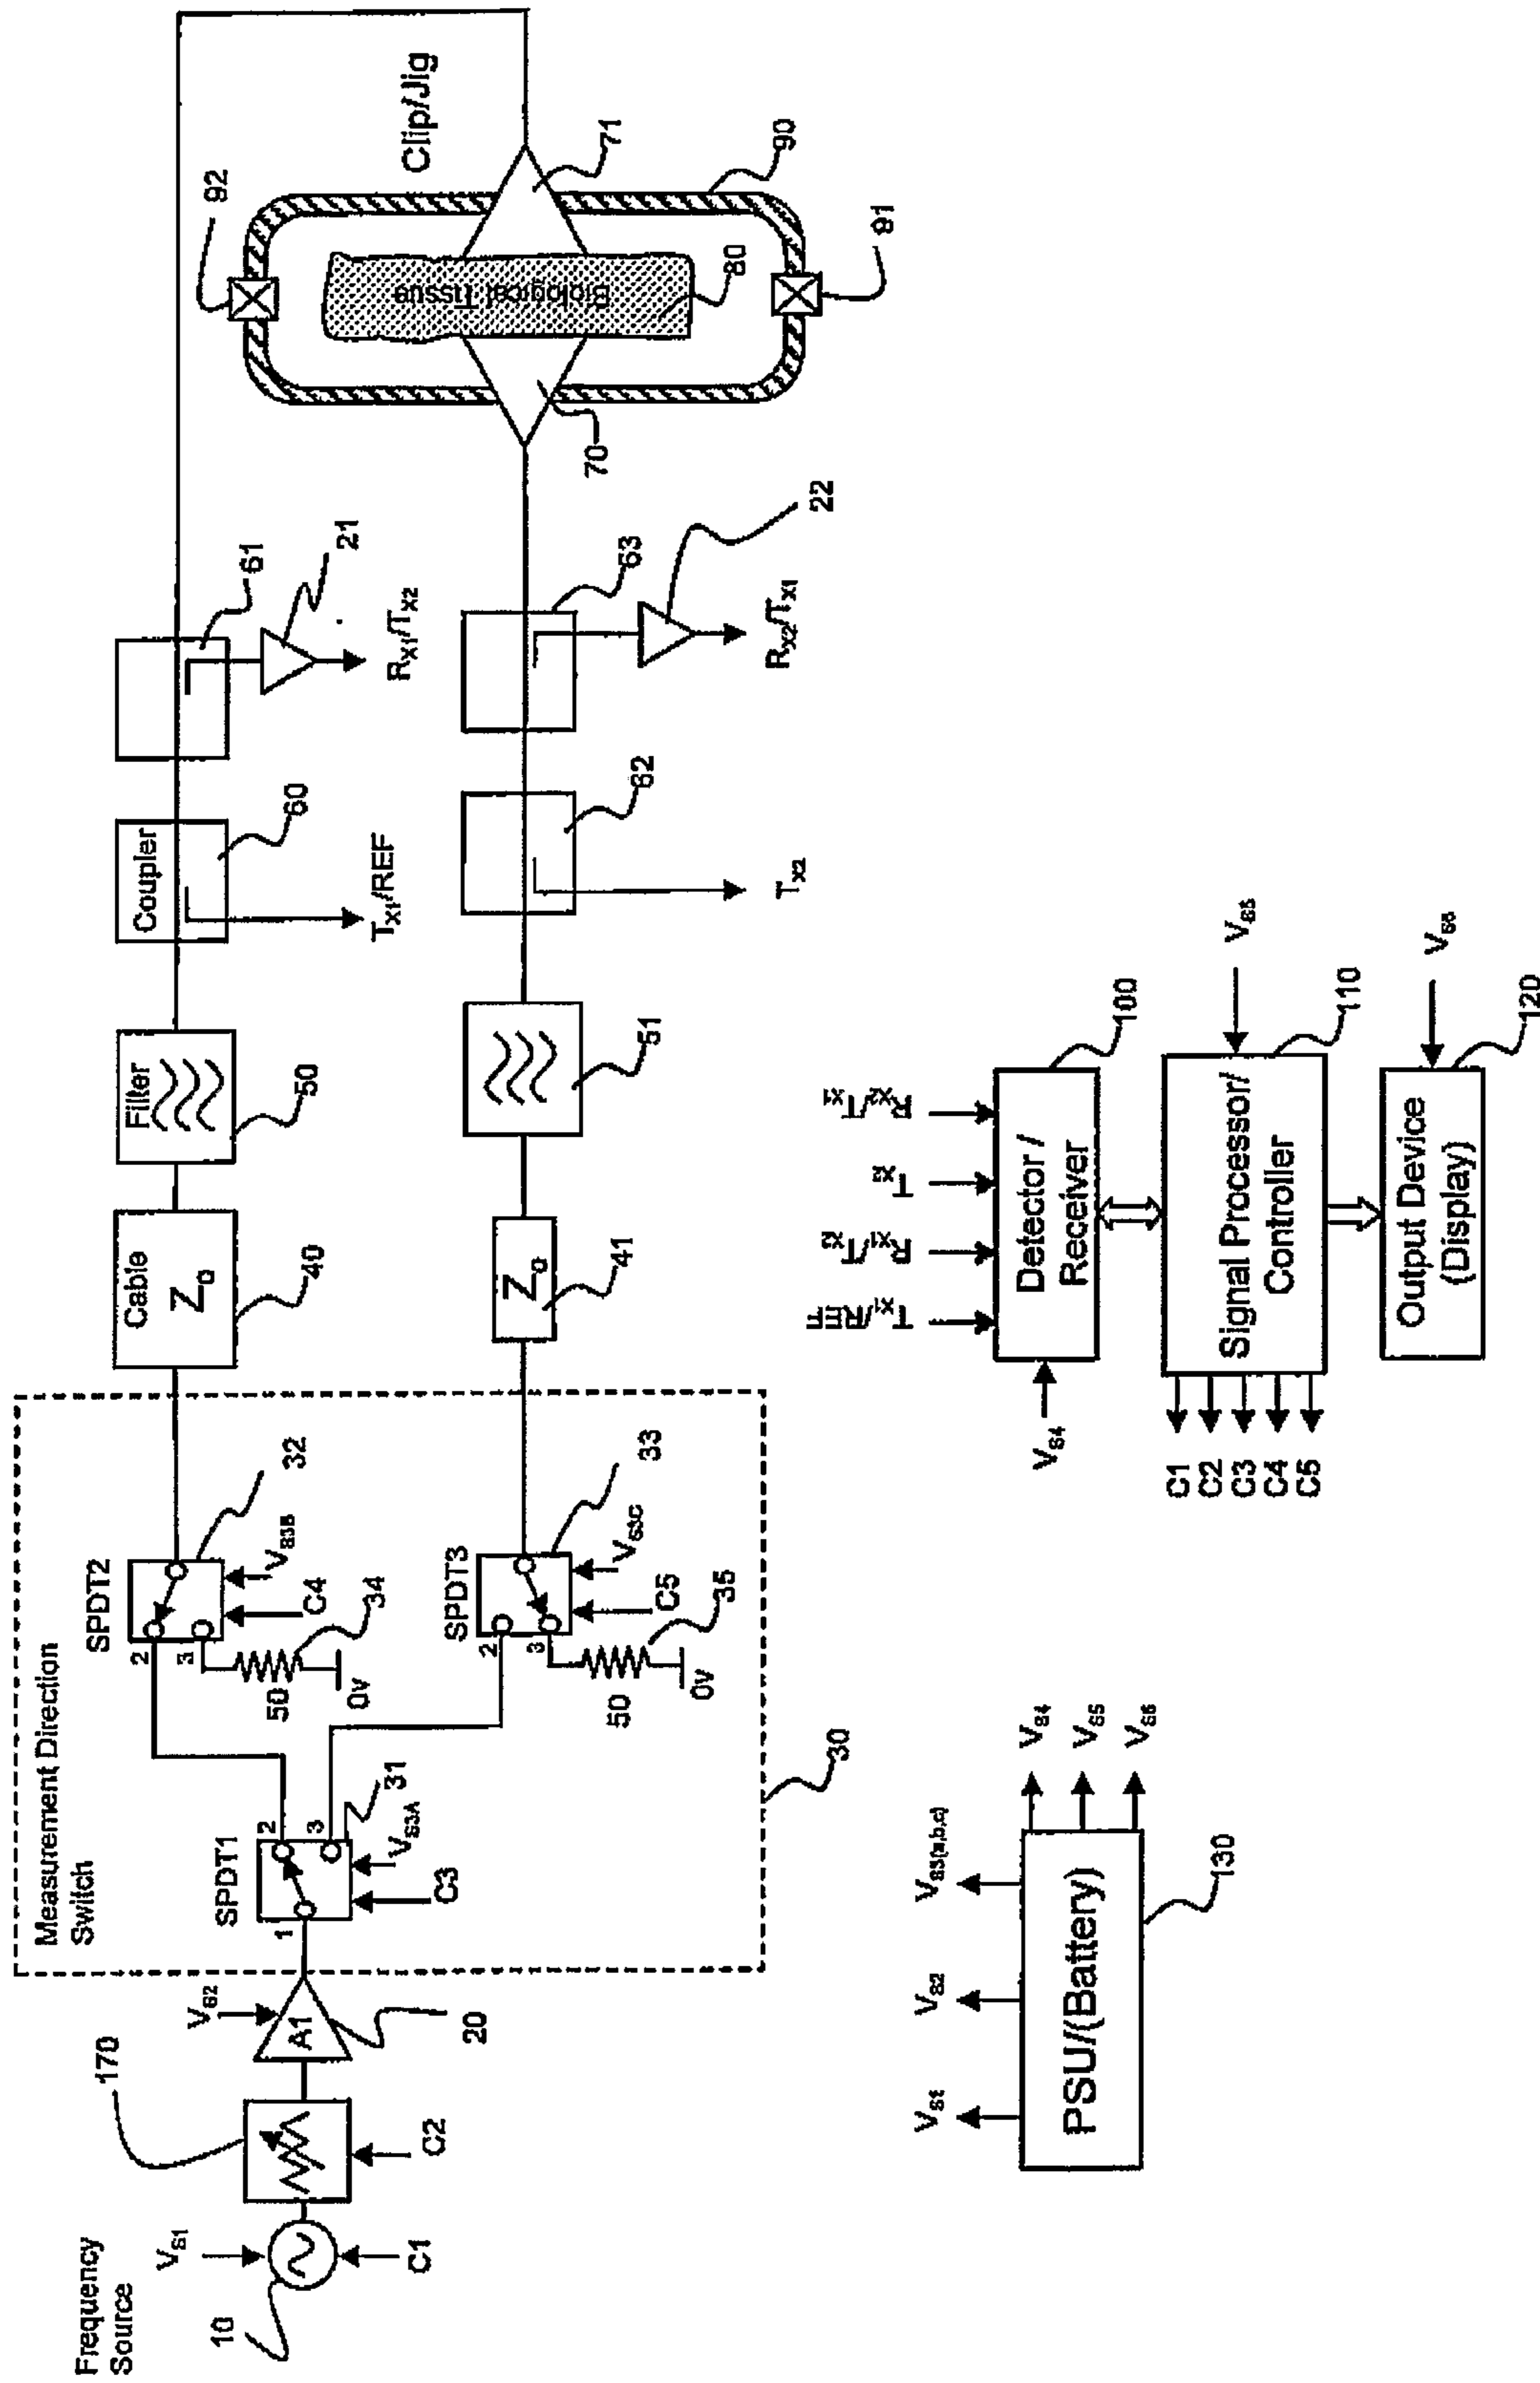 Frequency
Source
10
V_S1
C1
170
C2
V_S2
A1
20
Measurement Direction
Switch
SPDT1
1
2
3
31
V_S3A
C3
SPDT2
2
3
32
V_S3B
C4
34
50
0v
SPDT3
2
3
33
V_S3C
C5
35
50
0v
30
Cable
Z_0
40
Z_0
41
Filter
50
51
Coupler
60
T_X1/REF
61
21
R_X1/T_X2
62
T_X2
63
22
R_X2/T_X1
Clip/Jig
92
70
71
Biological Tissue
80
90
91
PSU/(Battery)
V_S1
V_S2
V_S3(a,b,c)
V_S4
V_S5
V_S6
130
T_X1/REF
R_X1/T_X2
T_X2
R_X2/T_X1
V_S4
Detector /
Receiver
100
C1
C2
C3
C4
C5
Signal Processor/
Controller
V_S5
110
Output Device
(Display)
V_S6
120